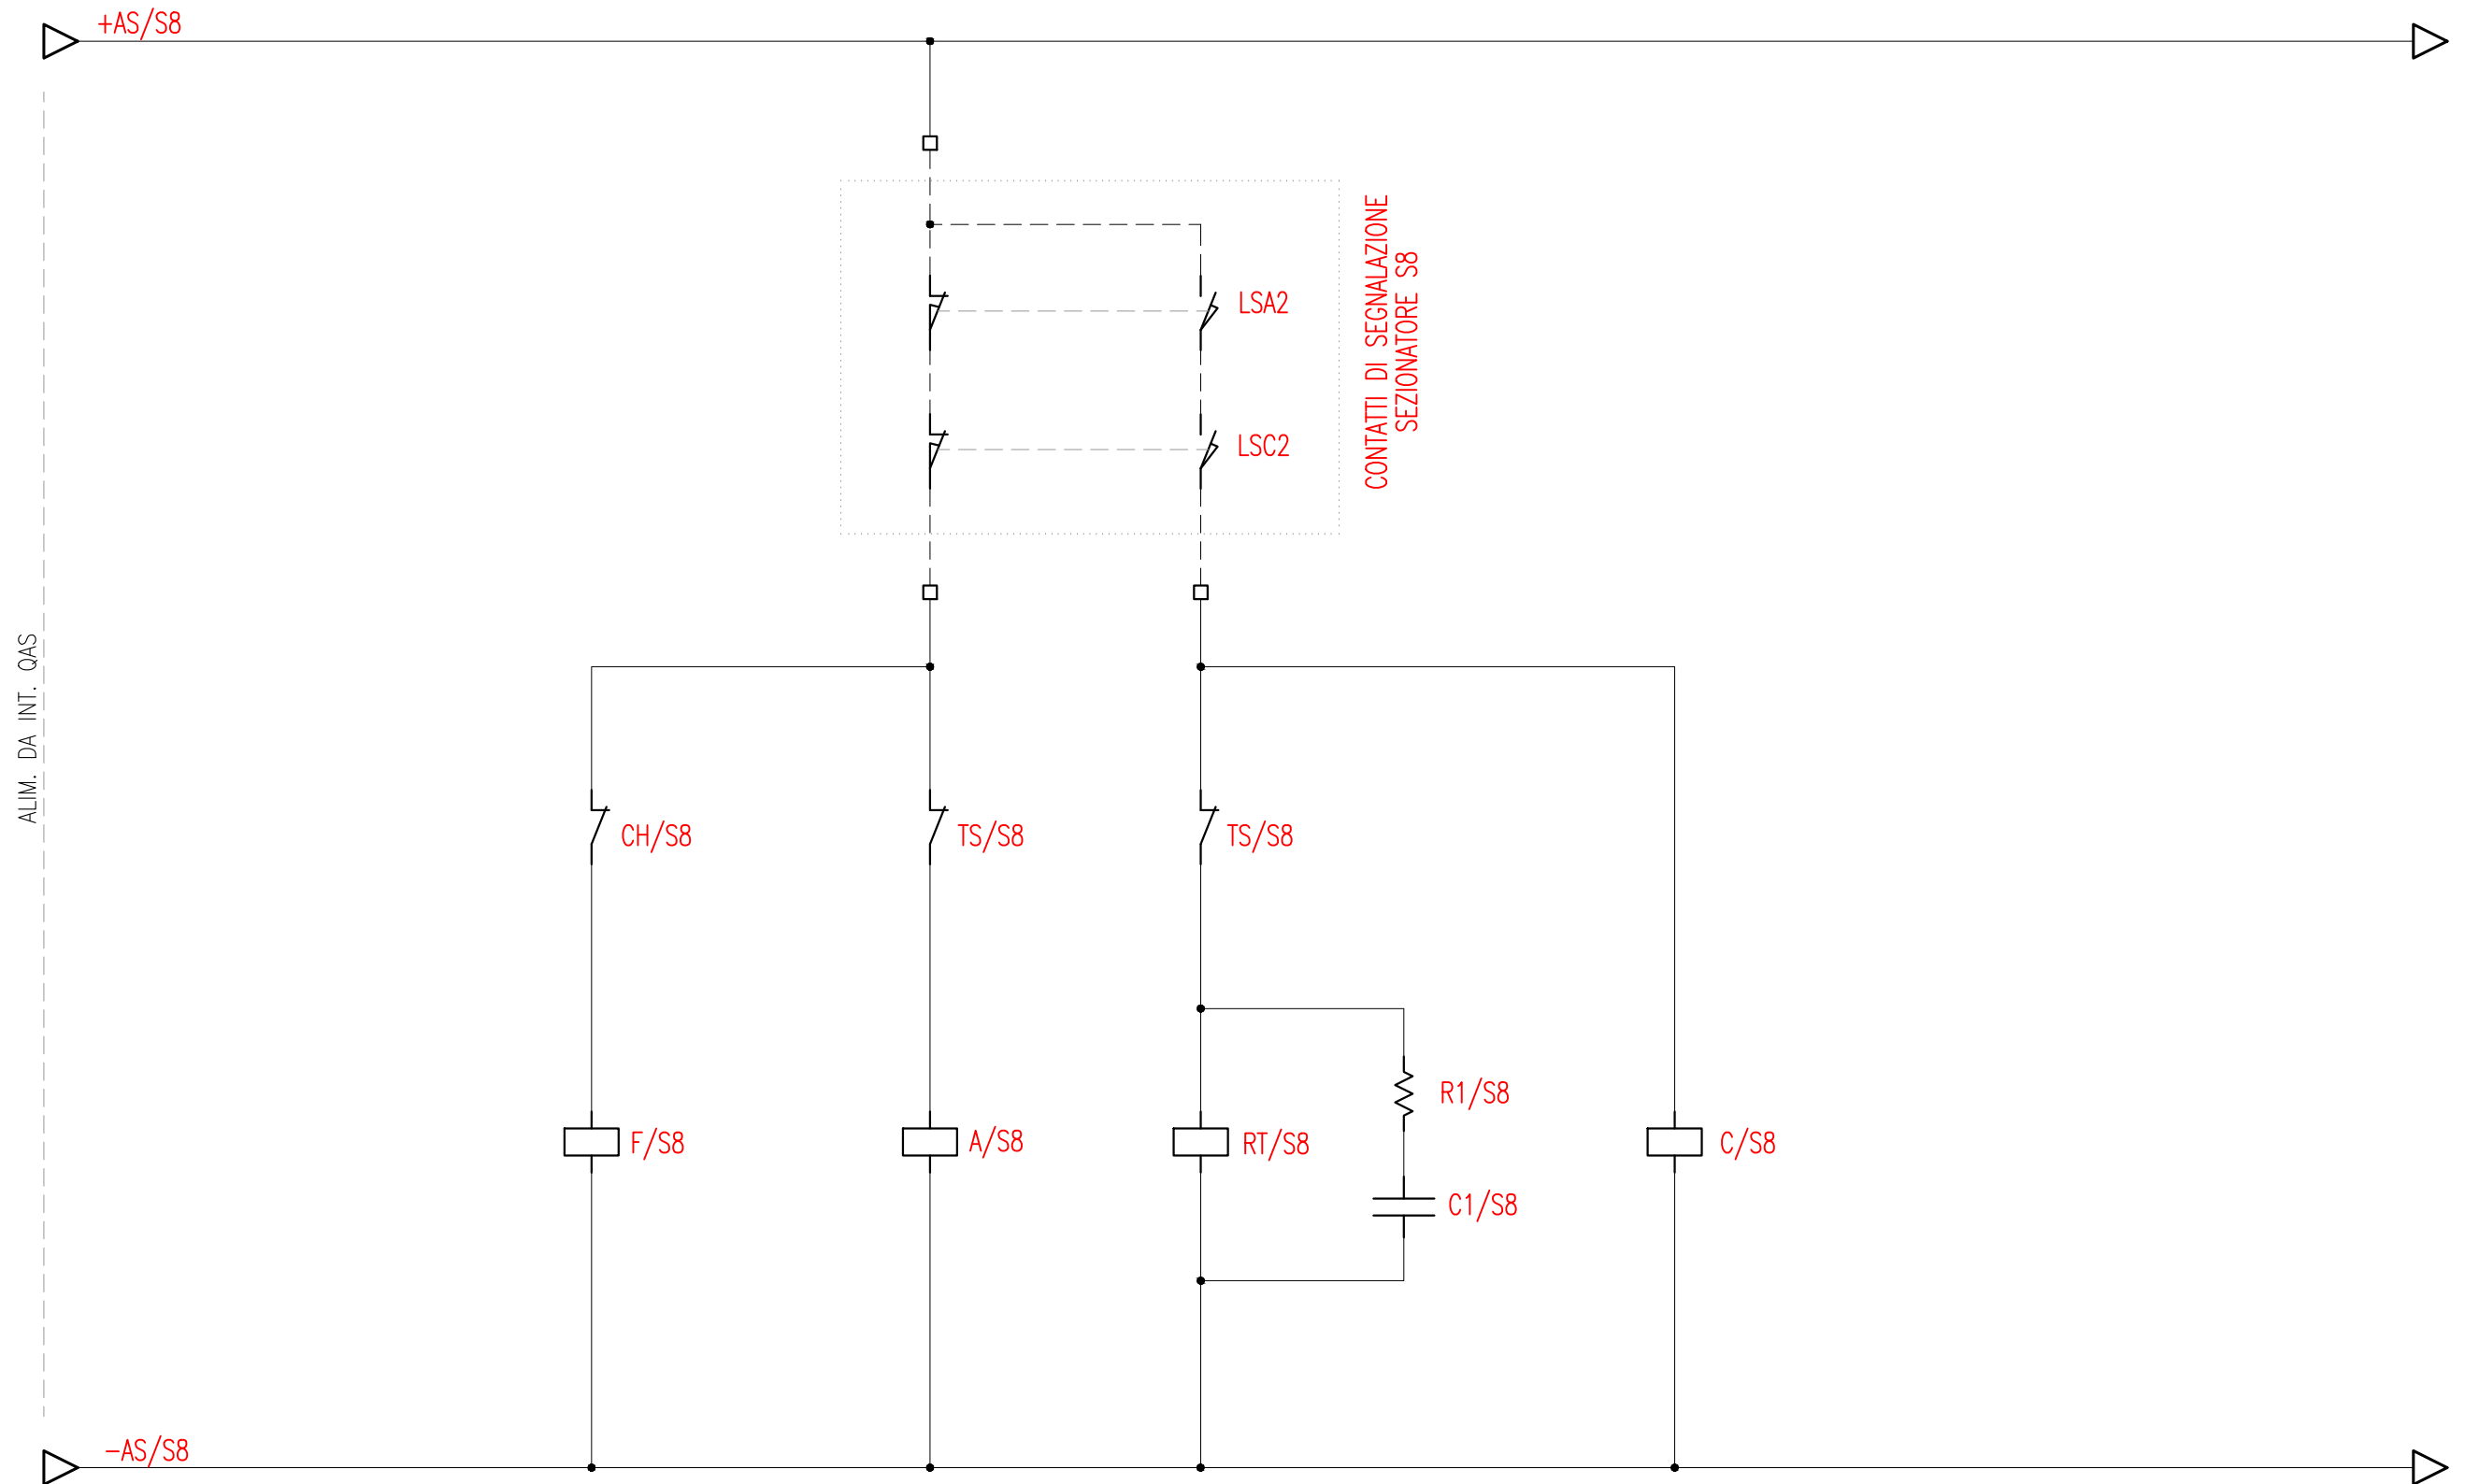 +AS/S8
LSA2
LSC2
CONTATTI DI SEGNALAZIONE
SEZIONATORE S8
ALIM. DA INT. QAS
CH/S8
TS/S8
TS/S8
R1/S8
F/S8
A/S8
RT/S8
C/S8
C1/S8
-AS/S8